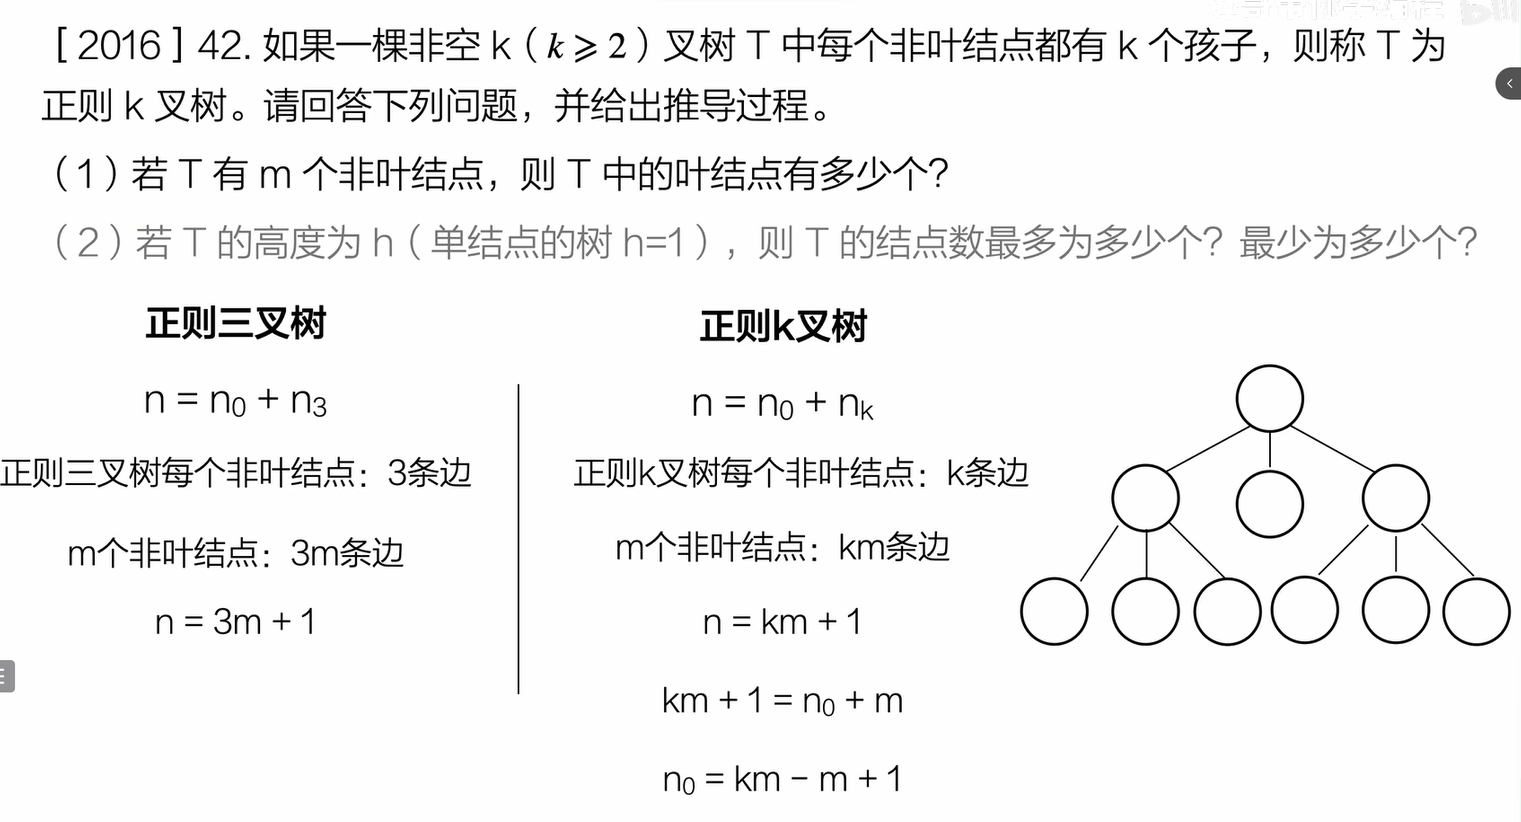 [ 2016 ] 42. 如果一棵非空 k ( k ⩾ 2 ) 叉树 T 中每个非叶结点都有 k 个孩子，则称 T 为
正则 k 叉树。请回答下列问题，并给出推导过程。
( 1 ) 若 T 有 m 个非叶结点，则 T 中的叶结点有多少个？
( 2 ) 若 T 的高度为 h ( 单结点的树 h=1 ) ，则 T 的结点数最多为多少个？最少为多少个？
正则三叉树
n = n₀ + n₃
正则三叉树每个非叶结点：3条边
m个非叶结点：3m条边
n = 3m + 1
正则k叉树
n = n₀ + nₖ
正则k叉树每个非叶结点：k条边
m个非叶结点：km条边
n = km + 1
km + 1 = n₀ + m
n₀ = km − m + 1